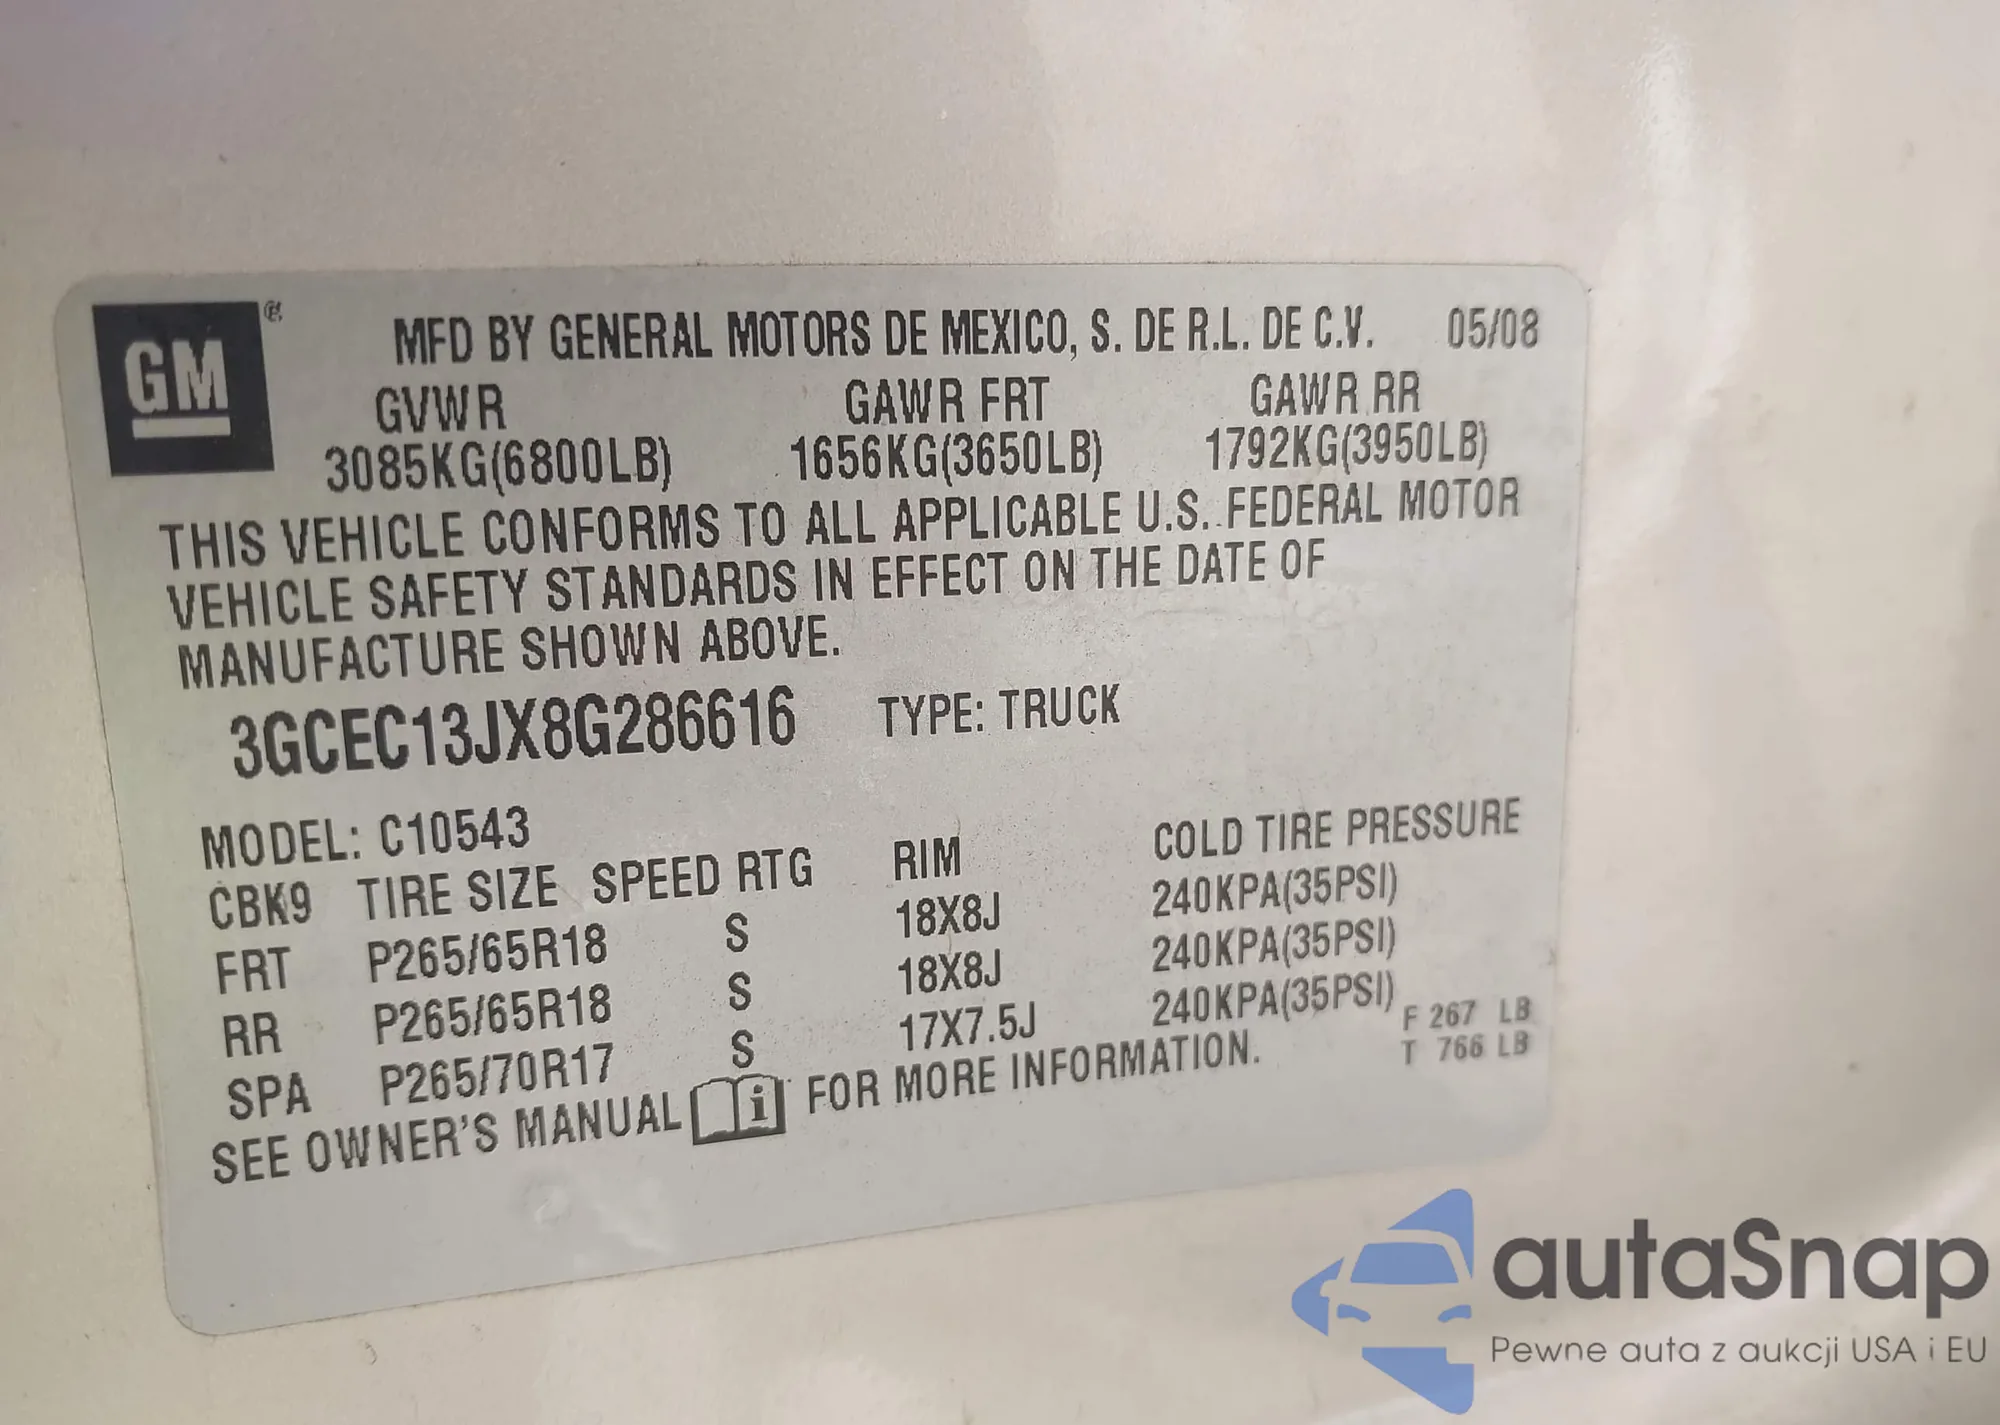 GM®
MFD BY GENERAL MOTORS DE MEXICO, S. DE R.L. DE C.V. 05/08
GVWR GAWR FRT GAWR RR
3085KG(6800LB) 1656KG(3650LB) 1792KG(3950LB)
THIS VEHICLE CONFORMS TO ALL APPLICABLE U.S. FEDERAL MOTOR
VEHICLE SAFETY STANDARDS IN EFFECT ON THE DATE OF
MANUFACTURE SHOWN ABOVE.
3GCEC13JX8G286616 TYPE: TRUCK
MODEL: C10543
CBK9 TIRE SIZE SPEED RTG RIM COLD TIRE PRESSURE
FRT P265/65R18 S 18X8J 240KPA(35PSI)
RR P265/65R18 S 18X8J 240KPA(35PSI)
SPA P265/70R17 S 17X7.5J 240KPA(35PSI)
F 267 LB
T 766 LB
SEE OWNER'S MANUAL i FOR MORE INFORMATION.
autaSnap
Pewne auta z aukcji USA i EU